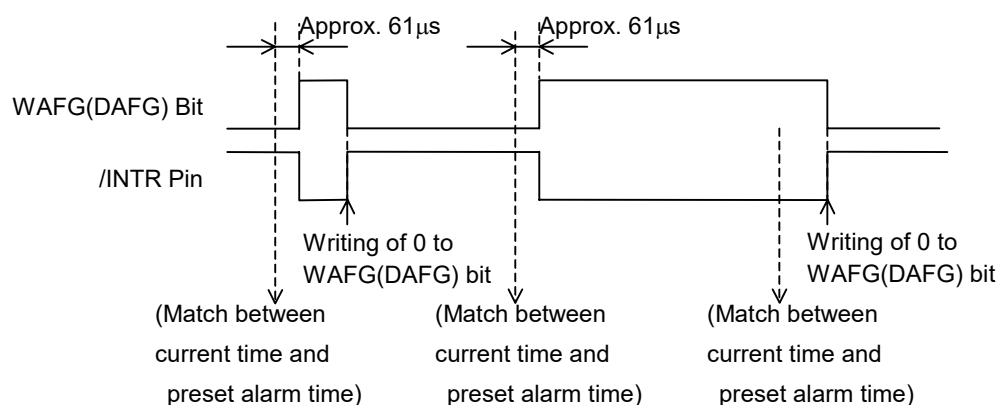 Approx. 61μs
Approx. 61μs
WAFG(DAFG) Bit
/INTR Pin
Writing of 0 to
WAFG(DAFG) bit
Writing of 0 to
WAFG(DAFG) bit
(Match between
current time and
preset alarm time)
(Match between
current time and
preset alarm time)
(Match between
current time and
preset alarm time)